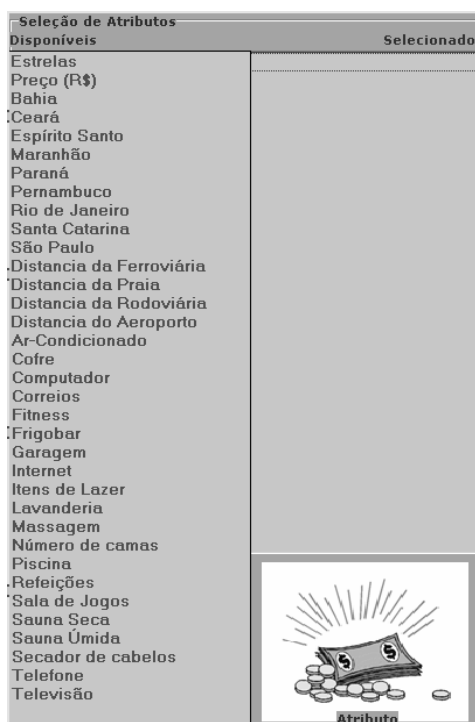 Seleção de Atributos
Disponíveis Selecionado
Estrelas
Preço (R$)
Bahia
Ceará
Espírito Santo
Maranhão
Paraná
Pernambuco
Rio de Janeiro
Santa Catarina
São Paulo
Distancia da Ferroviária
Distancia da Praia
Distancia da Rodoviária
Distancia do Aeroporto
Ar-Condicionado
Cofre
Computador
Correios
Fitness
Frigobar
Garagem
Internet
Itens de Lazer
Lavanderia
Massagem
Número de camas
Piscina
Refeições
Sala de Jogos
Sauna Seca
Sauna Úmida
Secador de cabelos
Telefone
Televisão
$ $
Atributo